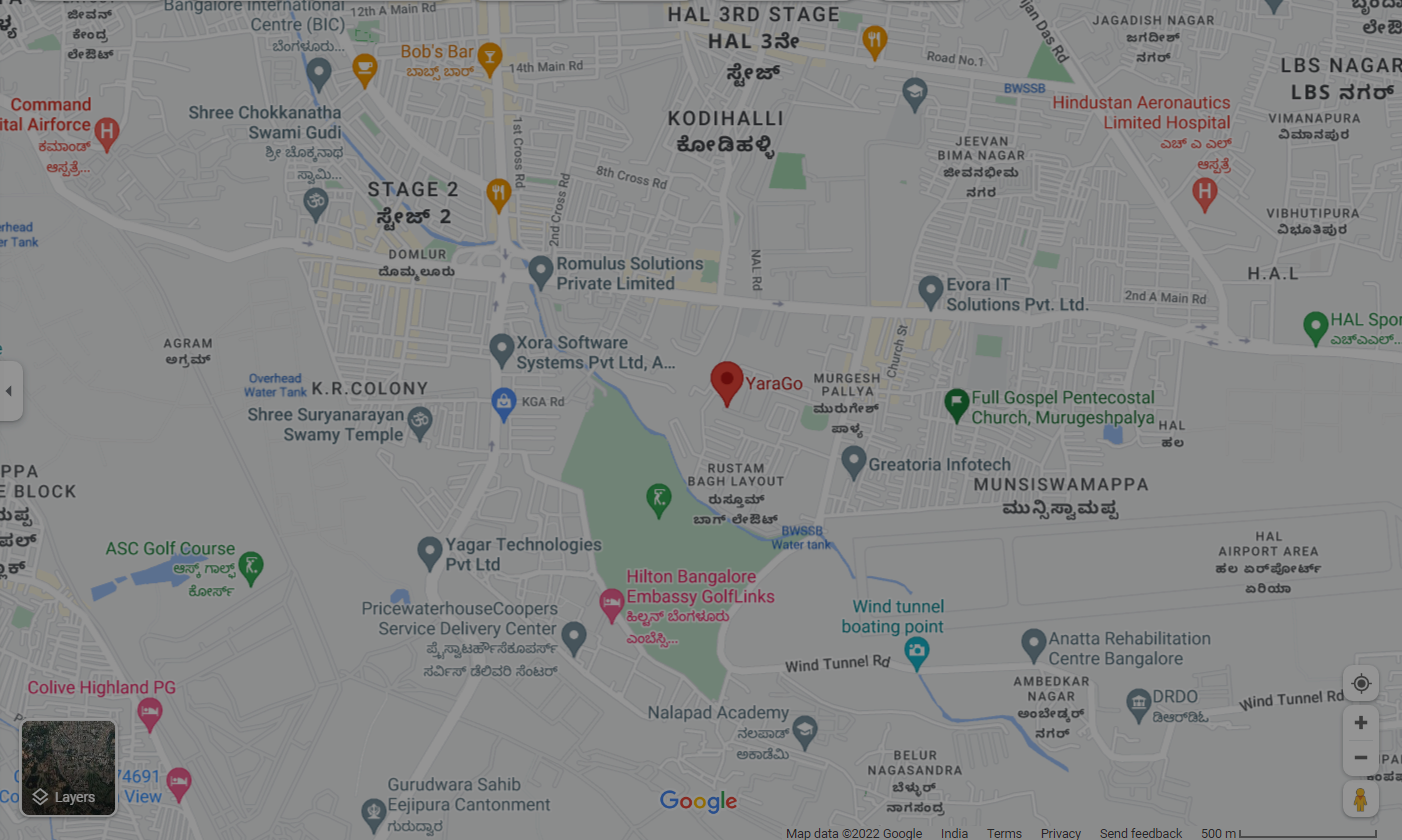 Bangalore International
Centre (BIC)
ಬೆಂಗಳೂರು...
12th A Main Rd
ಜೀವನ್
ಕೇಂದ್ರ
ಲೇಔಟ್
Bob's Bar
ಬಾಬ್ಸ್ ಬಾರ್
14th Main Rd
HAL 3RD STAGE
HAL 3ನೇ
ಸ್ಟೇಜ್
Road No.1
BWSSB
JAGADISH NAGAR
ಜಗದೀಶ್
ನಗರ್
LBS NAGAR
LBS ನಗರ್
VIMANAPURA
ವಿಮಾನಪುರ
Command
ital Airforce
ಕಮಾಂಡ್
ಆಸ್ಪತ್ರೆ...
Shree Chokkanatha
Swami Gudi
ಶ್ರೀ ಚೊಕ್ಕನಾಥ
ಸ್ವಾಮಿ...
1st Cross Rd
KODIHALLI
ಕೋಡಿಹಳ್ಳಿ
Hindustan Aeronautics
Limited Hospital
ಎಚ್ ಎ ಎಲ್
ಆಸ್ಪತ್ರೆ
JEEVAN
BIMA NAGAR
ಜೀವನಭೀಮ
ನಗರ
STAGE 2
ಸ್ಟೇಜ್ 2
8th Cross Rd
2nd Cross Rd
VIBHUTIPURA
ವಿಭೂತಿಪುರ
erhead
er Tank
DOMLUR
ದೊಮ್ಮಲೂರು
Romulus Solutions
Private Limited
NAL Rd
Evora IT
Solutions Pvt. Ltd.
H.A.L
2nd A Main Rd
HAL Spor
ಎಚ್ಎಎಲ್...
AGRAM
ಅಗ್ರಮ್
Xora Software
Systems Pvt Ltd, A...
Church St
Overhead
Water Tank
K.R.COLONY
KGA Rd
YaraGo
MURGESH
PALLYA
ಮುರುಗೇಶ್
ಪಾಳ್ಯ
Full Gospel Pentecostal
Church, Murugeshpalya
HAL
ಹಲ
Shree Suryanarayan
Swamy Temple
RUSTAM
BAGH LAYOUT
ರುಸ್ತೂಮ್
ಬಾಗ್ ಲೇಔಟ್
Greatoria Infotech
MUNSISWAMAPPA
ಮುನ್ಸಿಸ್ವಾಮಪ್ಪ
PPA
E BLOCK
BWSSB
Water tank
HAL
AIRPORT AREA
ಹಲ ಏರ್‌ಪೋರ್ಟ್
ಏರಿಯಾ
ASC Golf Course
ಆಸ್ಕ್ ಗಾಲ್ಫ್
ಕೋರ್ಸ್
Yagar Technologies
Pvt Ltd
Hilton Bangalore
Embassy GolfLinks
ಹಿಲ್ಟನ್ ಬೆಂಗಳೂರು
ಎಂಬೆಸ್ಸಿ...
PricewaterhouseCoopers
Service Delivery Center
ಪ್ರೈಸ್ವಾಟರ್‌ಹೌಸ್‌ಕೂಪರ್ಸ್
ಸರ್ವಿಸ್ ಡೆಲಿವರಿ ಸೆಂಟರ್
Wind tunnel
boating point
Wind Tunnel Rd
Anatta Rehabilitation
Centre Bangalore
AMBEDKAR
NAGAR
ಅಂಬೇಡ್ಕರ್
ನಗರ್
DRDO
ಡಿಆರ್‌ಡಿಓ
Wind Tunnel Rd
Colive Highland PG
Nalapad Academy
ನಲಪಾಡ್
ಅಕಾಡೆಮಿ
BELUR
NAGASANDRA
ಬೆಳ್ಳೂರ್
ನಾಗಸಂದ್ರ
74691
View
Layers
Gurudwara Sahib
Eejipura Cantonment
ಗುರುದ್ವಾರ
Google
Map data ©2022 Google India Terms Privacy Send feedback 500 m